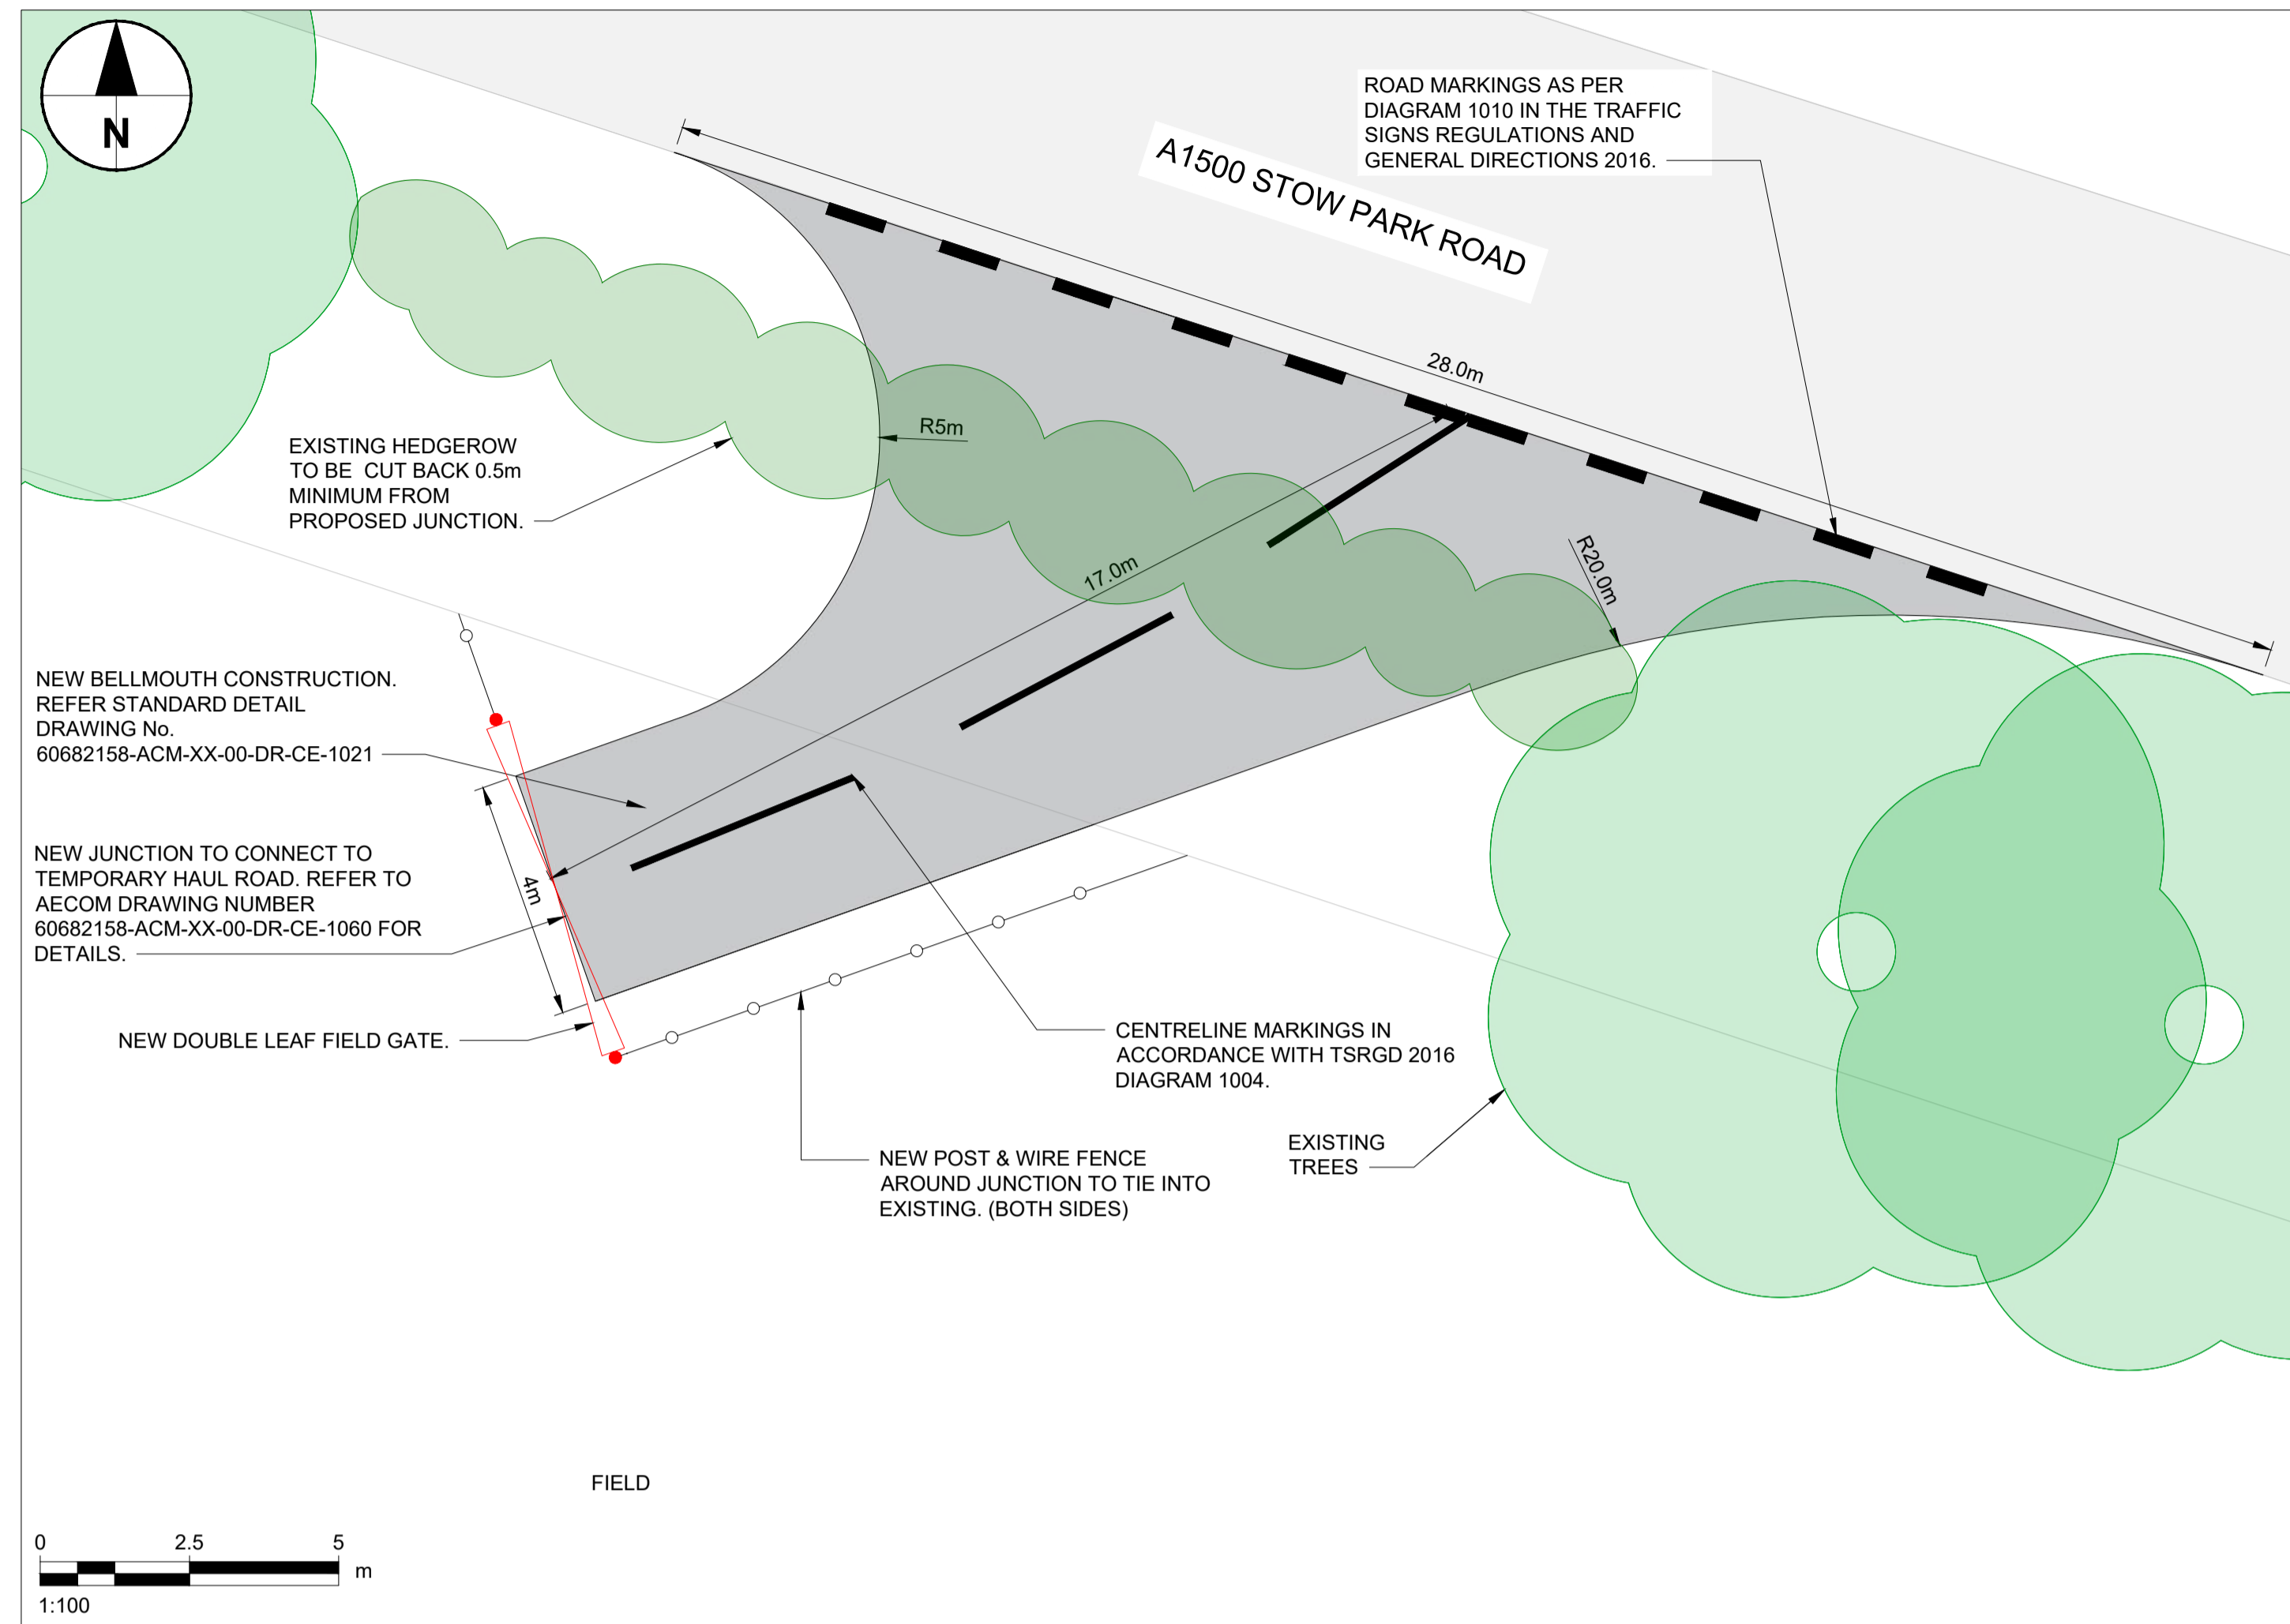 N
ROAD MARKINGS AS PER
DIAGRAM 1010 IN THE TRAFFIC
SIGNS REGULATIONS AND
GENERAL DIRECTIONS 2016.
A1500 STOW PARK ROAD
28.0m
R5m
EXISTING HEDGEROW
TO BE CUT BACK 0.5m
MINIMUM FROM
PROPOSED JUNCTION.
17.0m
R20.0m
NEW BELLMOUTH CONSTRUCTION.
REFER STANDARD DETAIL
DRAWING No.
60682158-ACM-XX-00-DR-CE-1021
NEW JUNCTION TO CONNECT TO
TEMPORARY HAUL ROAD. REFER TO
AECOM DRAWING NUMBER
60682158-ACM-XX-00-DR-CE-1060 FOR
DETAILS.
4m
NEW DOUBLE LEAF FIELD GATE.
CENTRELINE MARKINGS IN
ACCORDANCE WITH TSRGD 2016
DIAGRAM 1004.
NEW POST & WIRE FENCE
AROUND JUNCTION TO TIE INTO
EXISTING. (BOTH SIDES)
EXISTING
TREES
FIELD
0 2.5 5
m
1:100